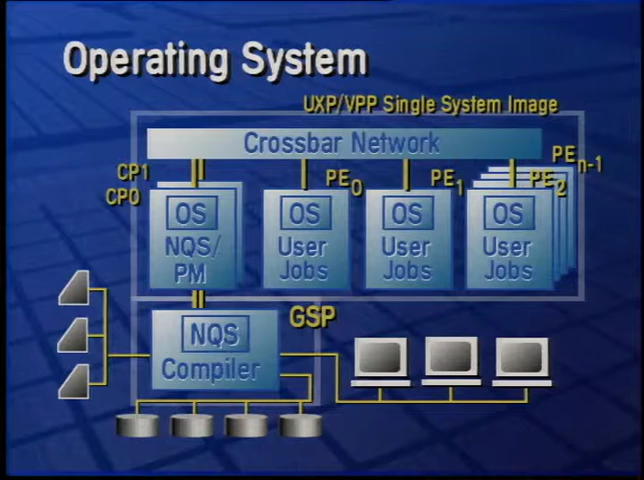 Operating System
UXP/VPP Single System Image
Crossbar Network
CP1
CP0
PE0
PE1
PE2
PEn-1
OS
NQS/
PM
OS
User
Jobs
OS
User
Jobs
OS
User
Jobs
GSP
NQS
Compiler